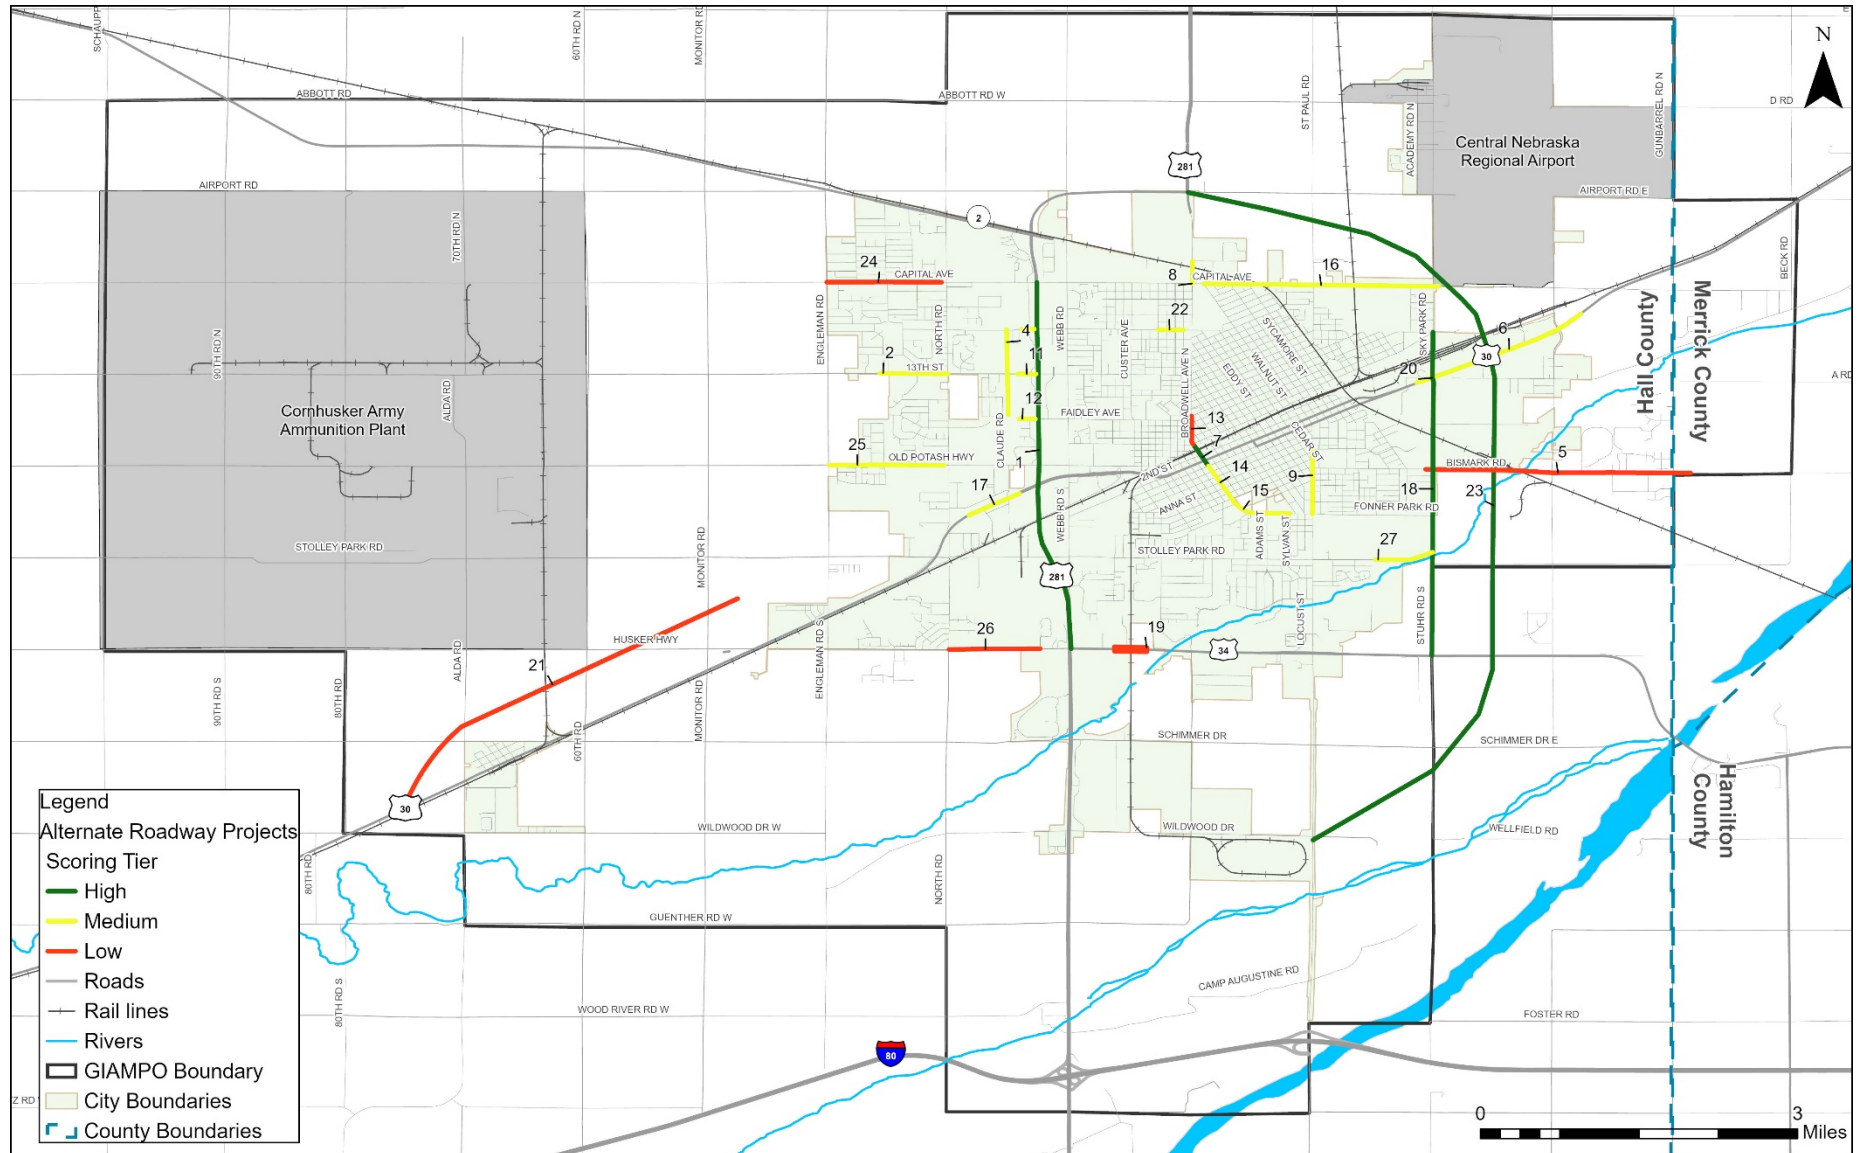 SCHAUPP
60TH RD N
MONITOR RD
E
N
ABBOTT RD
ABBOTT RD W
ST PAUL RD
ACADEMY RD N
GUNBARREL RD N
D RD
Central Nebraska
Regional Airport
281
AIRPORT RD
AIRPORT RD E
2
70TH RD N
BECK RD
24
CAPITAL AVE
8
CAPITAL AVE
16
ENGLEMAN RD
NORTH RD
WEBB RD
CUSTER AVE
22
SYCAMORE ST
WALNUT ST
EDDY ST
SKY PARK RD
6
30
Hall County
Merrick County
90TH RD N
4
11
2
13TH ST
20
A RD
ALDA RD
Cornhusker Army
Ammunition Plant
12
FAIDLEY AVE
BROADWELL AVE N
13
7
CEDAR ST
CLAUDE RD
25
OLD POTASH HWY
1
2ND ST
14
9
BISMARK RD
5
17
15
ANNA ST
18
23
FONNER PARK RD
WEBB RD S
ADAMS ST
SYLVAN ST
STOLLEY PARK RD
STOLLEY PARK RD
27
MONITOR RD
281
LOCUST ST
STUHR RD S
HUSKER HWY
26
19
34
ALDA RD
21
ENGLEMAN RD S
90TH RD S
80TH RD
60TH RD
MONITOR RD
SCHIMMER DR
SCHIMMER DR E
Hamilton
County
30
WILDWOOD DR W
WILDWOOD DR
WELLFIELD RD
80TH RD
NORTH RD
GUENTHER RD W
80TH RD S
CAMP AUGUSTINE RD
WOOD RIVER RD W
FOSTER RD
80
Z RD
Legend
Alternate Roadway Projects
Scoring Tier
High
Medium
Low
Roads
Rail lines
Rivers
GIAMPO Boundary
City Boundaries
County Boundaries
0
3
Miles